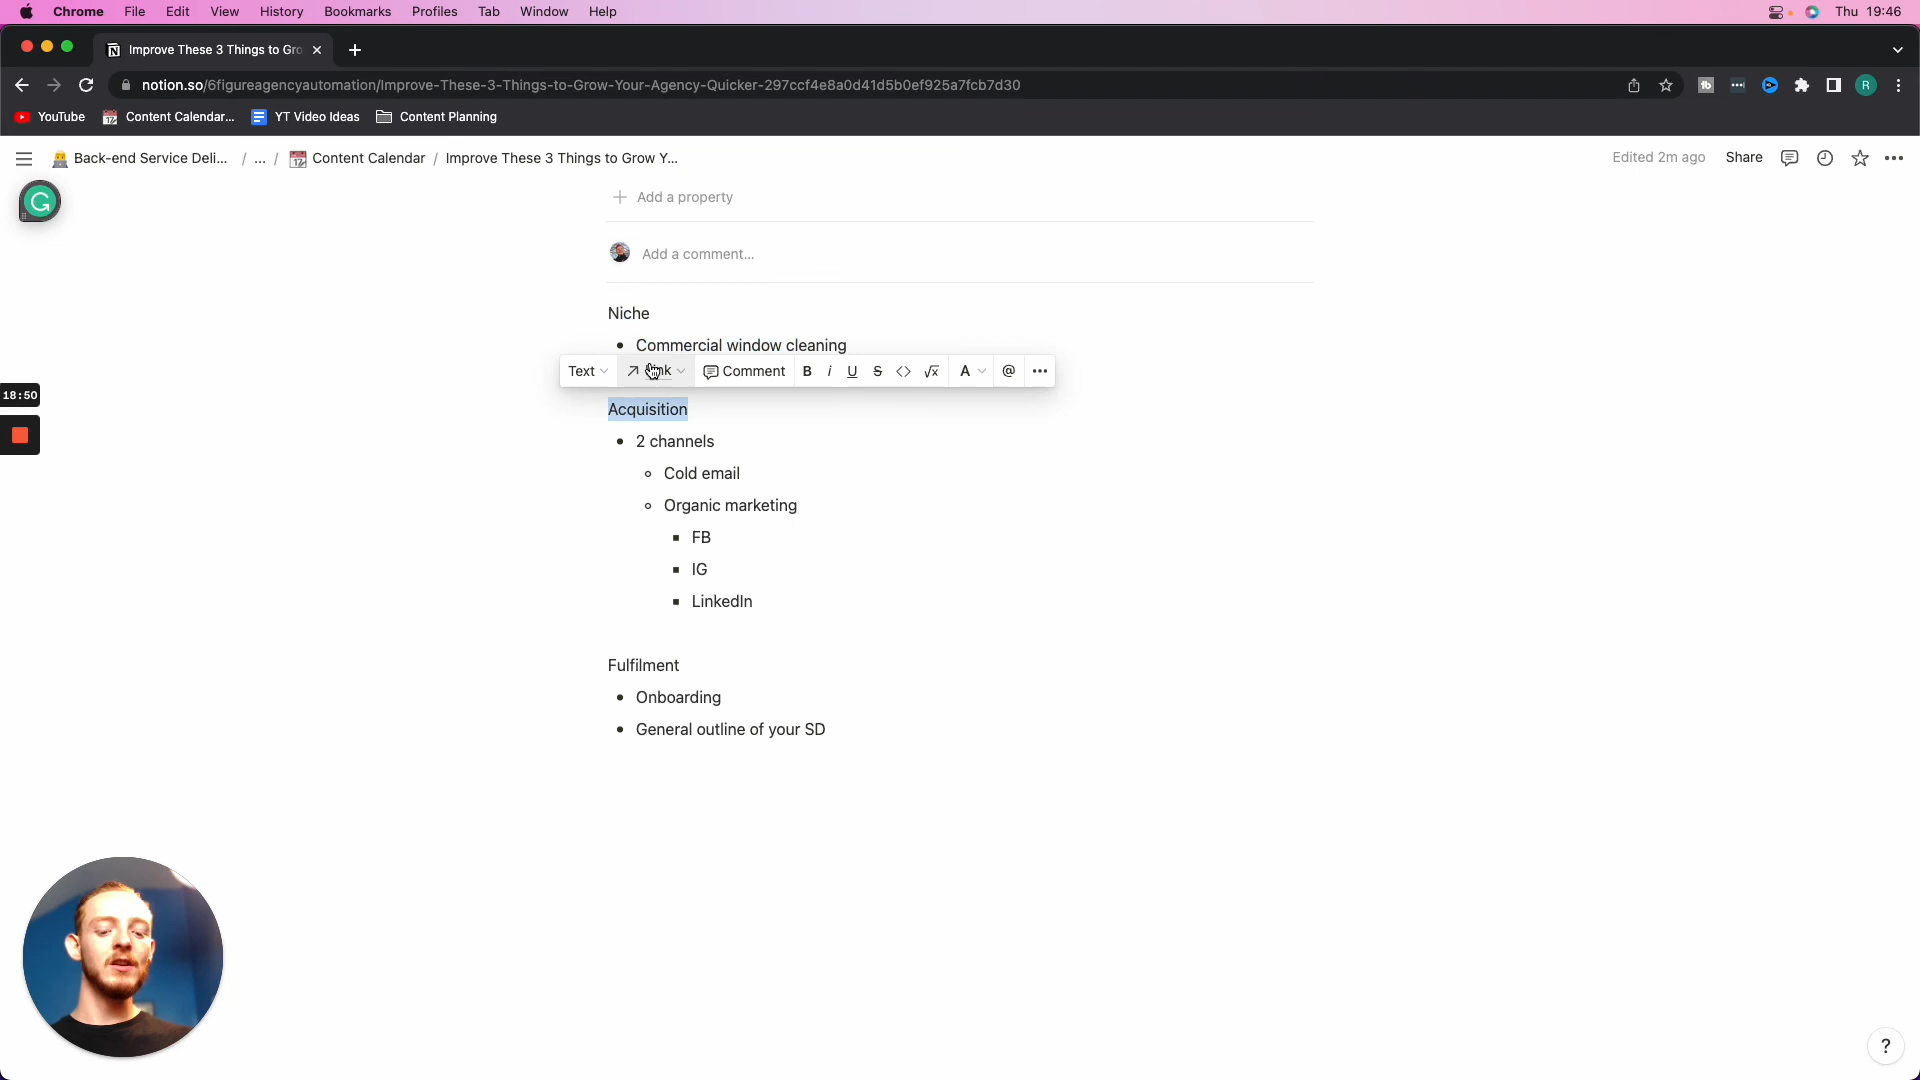 Chrome File Edit View History Bookmarks Profiles Tab Window Help Thu 19:46
Improve These 3 Things to Gro
notion.so/6figureagencyautomation/Improve-These-3-Things-to-Grow-Your-Agency-Quicker-297ccf4e8a0d41d5b0ef925a7fcb7d30
YouTube Content Calendar... YT Video Ideas Content Planning
Back-end Service Deli... / ... / Content Calendar / Improve These 3 Things to Grow Y... Edited 2m ago Share
Add a property
Add a comment...
Niche
Commercial window cleaning
Text Comment B i U S <> √x A @
18:50
Acquisition
2 channels
Cold email
Organic marketing
FB
IG
LinkedIn
Fulfilment
Onboarding
General outline of your SD
?